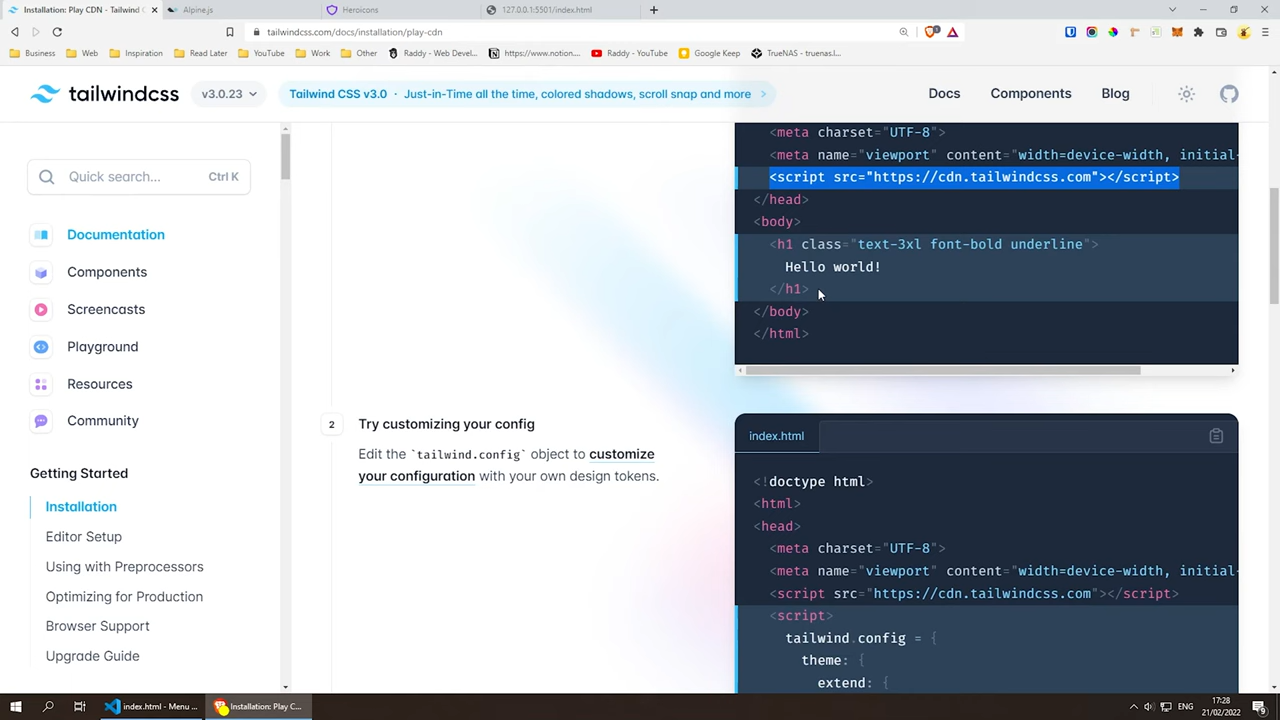 Installation: Play CDN - Tailwind C
Alpine.js
Heroicons
127.0.0.1:5501/index.html
tailwindcss.com/docs/installation/play-cdn
Business
Web
Inspiration
Read Later
YouTube
Work
Other
Raddy - Web Devel...
https://www.notion....
Raddy - YouTube
Google Keep
TrueNAS - truenas.l...
tailwindcss
v3.0.23
Tailwind CSS v3.0 · Just-in-Time all the time, colored shadows, scroll snap and more
Docs
Components
Blog
Quick search...
Ctrl K
Documentation
Components
Screencasts
Playground
Resources
Community
Getting Started
Installation
Editor Setup
Using with Preprocessors
Optimizing for Production
Browser Support
Upgrade Guide
<meta charset="UTF-8">
<meta name="viewport" content="width=device-width, initial-
<script src="https://cdn.tailwindcss.com"></script>
</head>
<body>
<h1 class="text-3xl font-bold underline">
Hello world!
</h1>
</body>
</html>
2
Try customizing your config
Edit the `tailwind.config` object to customize
your configuration with your own design tokens.
index.html
<!doctype html>
<html>
<head>
<meta charset="UTF-8">
<meta name="viewport" content="width=device-width, initial-
<script src="https://cdn.tailwindcss.com"></script>
<script>
tailwind.config = {
theme: {
extend: {
index.html - Menu ...
Installation: Play C...
ENG
17:28
21/02/2022